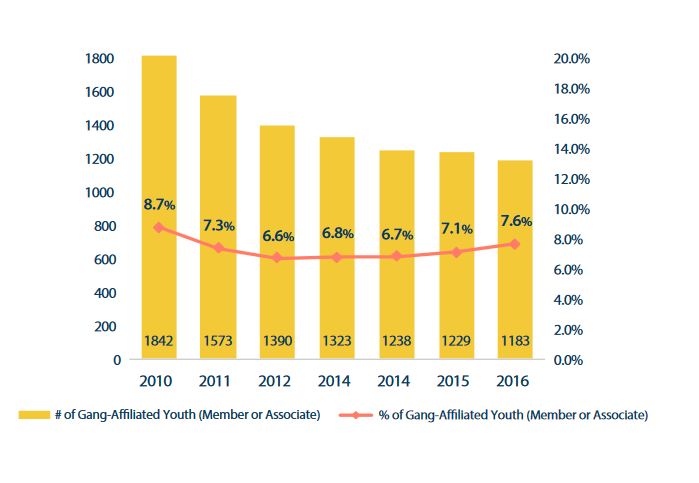 1800 20.0%
1600 18.0%
1400 16.0%
1200 14.0%
1000 12.0%
800 10.0%
600 8.0%
400 6.0%
200 4.0%
0 2.0%
0.0%
8.7% 7.3% 6.6% 6.8% 6.7% 7.1% 7.6%
1842 1573 1390 1323 1238 1229 1183
2010 2011 2012 2014 2014 2015 2016
# of Gang-Affiliated Youth (Member or Associate) % of Gang-Affiliated Youth (Member or Associate)